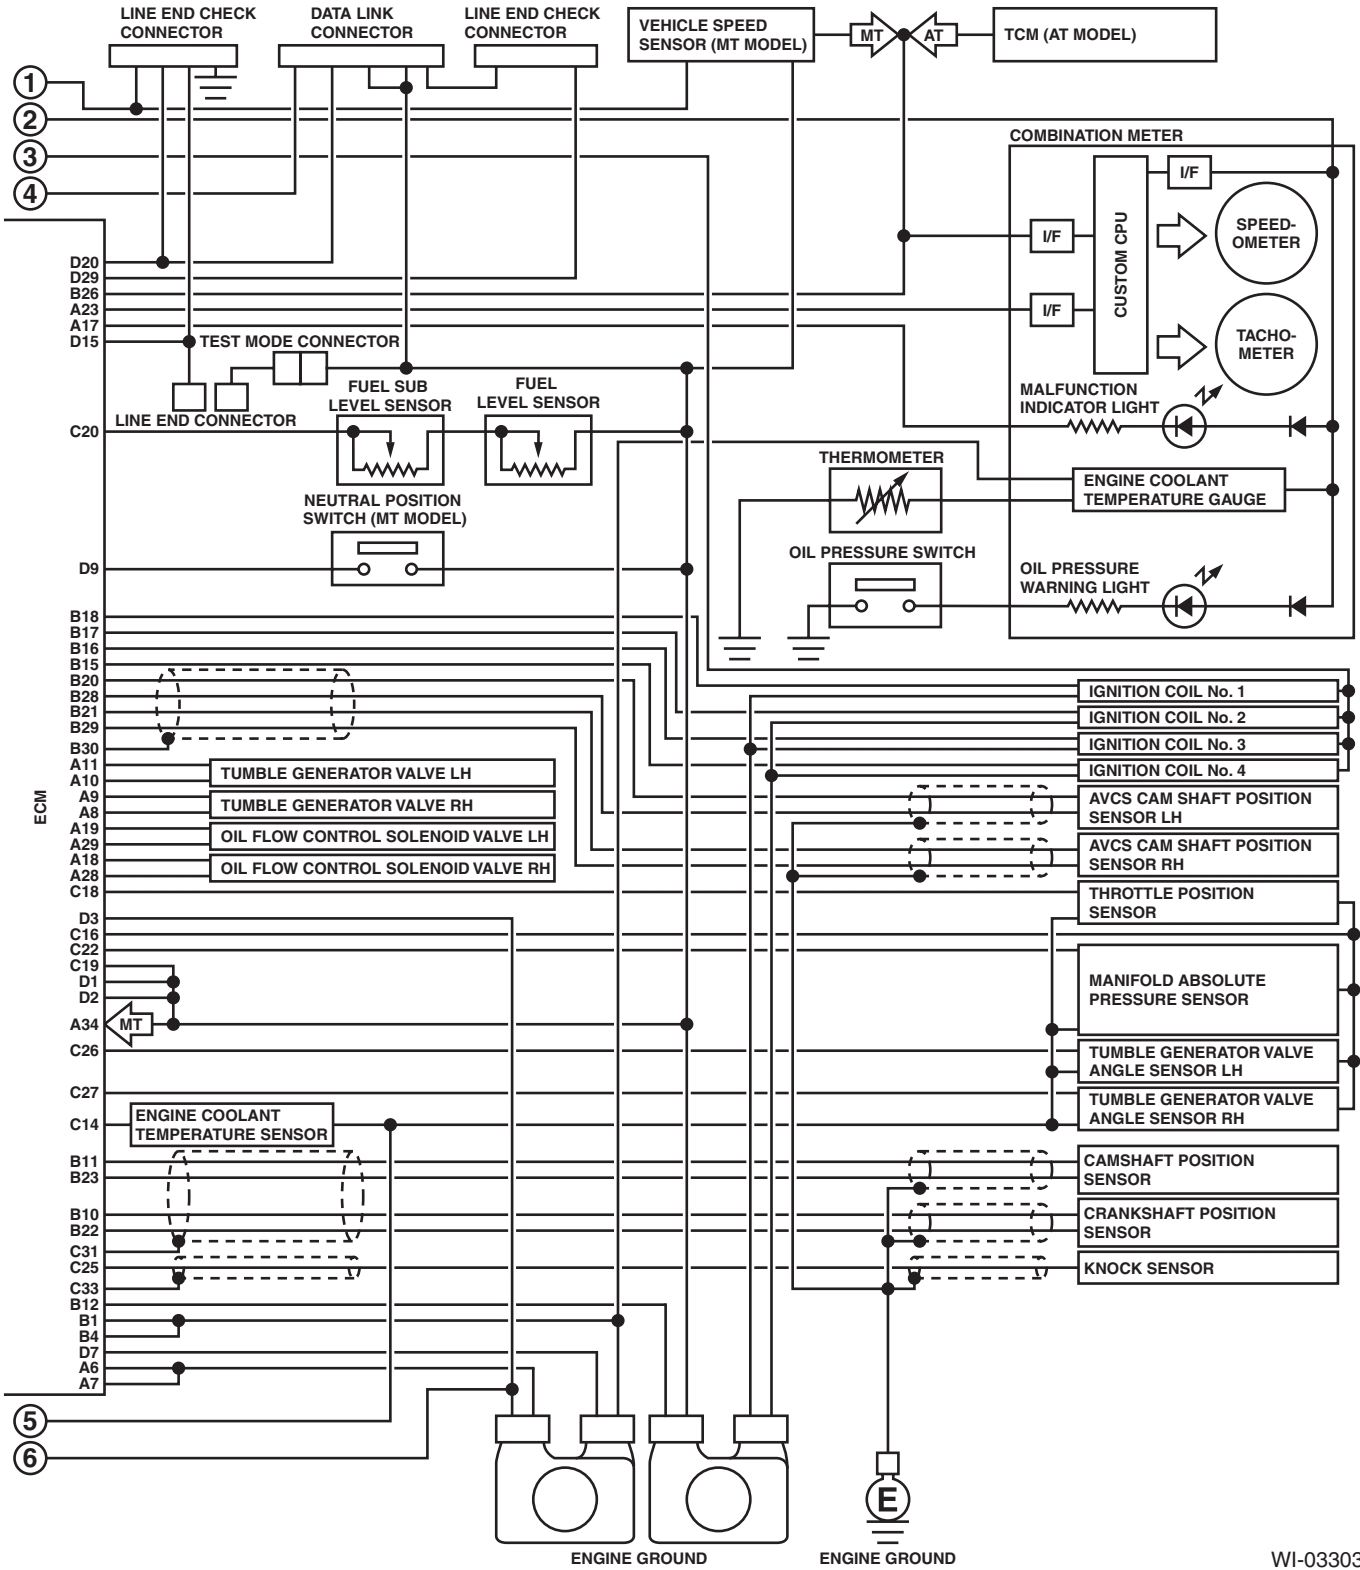 LINE END CHECK
CONNECTOR
DATA LINK
CONNECTOR
LINE END CHECK
CONNECTOR
VEHICLE SPEED
SENSOR (MT MODEL)
MT
AT
TCM (AT MODEL)
1
2
3
4
COMBINATION METER
I/F
I/F
I/F
CUSTOM CPU
SPEED-
OMETER
TACHO-
METER
MALFUNCTION
INDICATOR LIGHT
ENGINE COOLANT
TEMPERATURE GAUGE
OIL PRESSURE
WARNING LIGHT
THERMOMETER
OIL PRESSURE SWITCH
D20
D29
B26
A23
A17
D15
TEST MODE CONNECTOR
LINE END CONNECTOR
FUEL SUB
LEVEL SENSOR
FUEL
LEVEL SENSOR
C20
NEUTRAL POSITION
SWITCH (MT MODEL)
D9
B18
B17
B16
B15
B20
B28
B21
B29
B30
A11
A10
A9
A8
A19
A29
A18
A28
C18
D3
C16
C22
C19
D1
D2
A34
MT
C26
C27
C14
B11
B23
B10
B22
C31
C25
C33
B12
B1
B4
D7
A6
A7
ECM
TUMBLE GENERATOR VALVE LH
TUMBLE GENERATOR VALVE RH
OIL FLOW CONTROL SOLENOID VALVE LH
OIL FLOW CONTROL SOLENOID VALVE RH
ENGINE COOLANT
TEMPERATURE SENSOR
IGNITION COIL No. 1
IGNITION COIL No. 2
IGNITION COIL No. 3
IGNITION COIL No. 4
AVCS CAM SHAFT POSITION
SENSOR LH
AVCS CAM SHAFT POSITION
SENSOR RH
THROTTLE POSITION
SENSOR
MANIFOLD ABSOLUTE
PRESSURE SENSOR
TUMBLE GENERATOR VALVE
ANGLE SENSOR LH
TUMBLE GENERATOR VALVE
ANGLE SENSOR RH
CAMSHAFT POSITION
SENSOR
CRANKSHAFT POSITION
SENSOR
KNOCK SENSOR
5
6
E
ENGINE GROUND
ENGINE GROUND
WI-03303